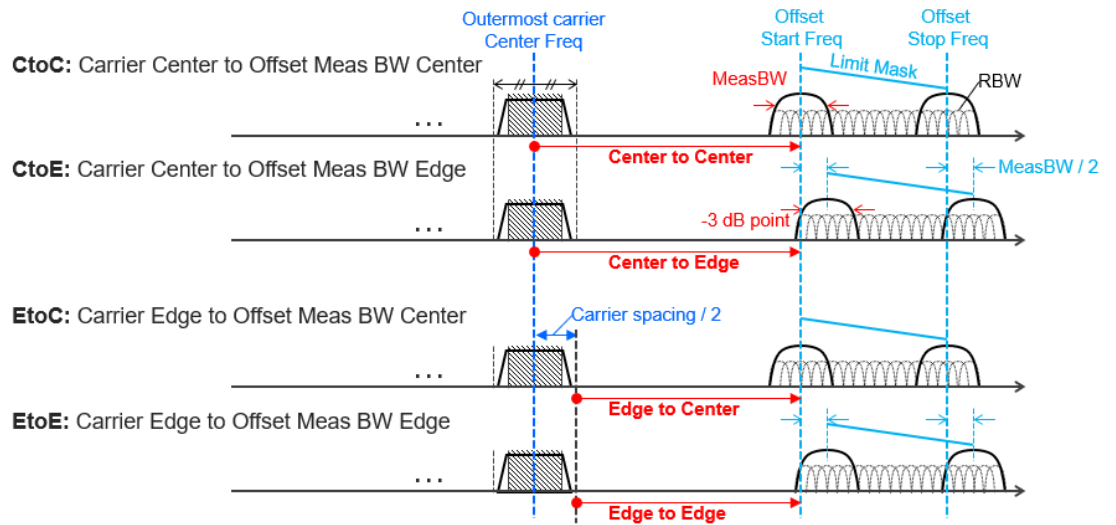 Outermost carrier
Center Freq
Offset
Start Freq
Offset
Stop Freq
CtoC: Carrier Center to Offset Meas BW Center
MeasBW
Limit Mask
RBW
...
Center to Center
CtoE: Carrier Center to Offset Meas BW Edge
MeasBW / 2
-3 dB point
...
Center to Edge
EtoC: Carrier Edge to Offset Meas BW Center
Carrier spacing / 2
...
Edge to Center
EtoE: Carrier Edge to Offset Meas BW Edge
...
Edge to Edge